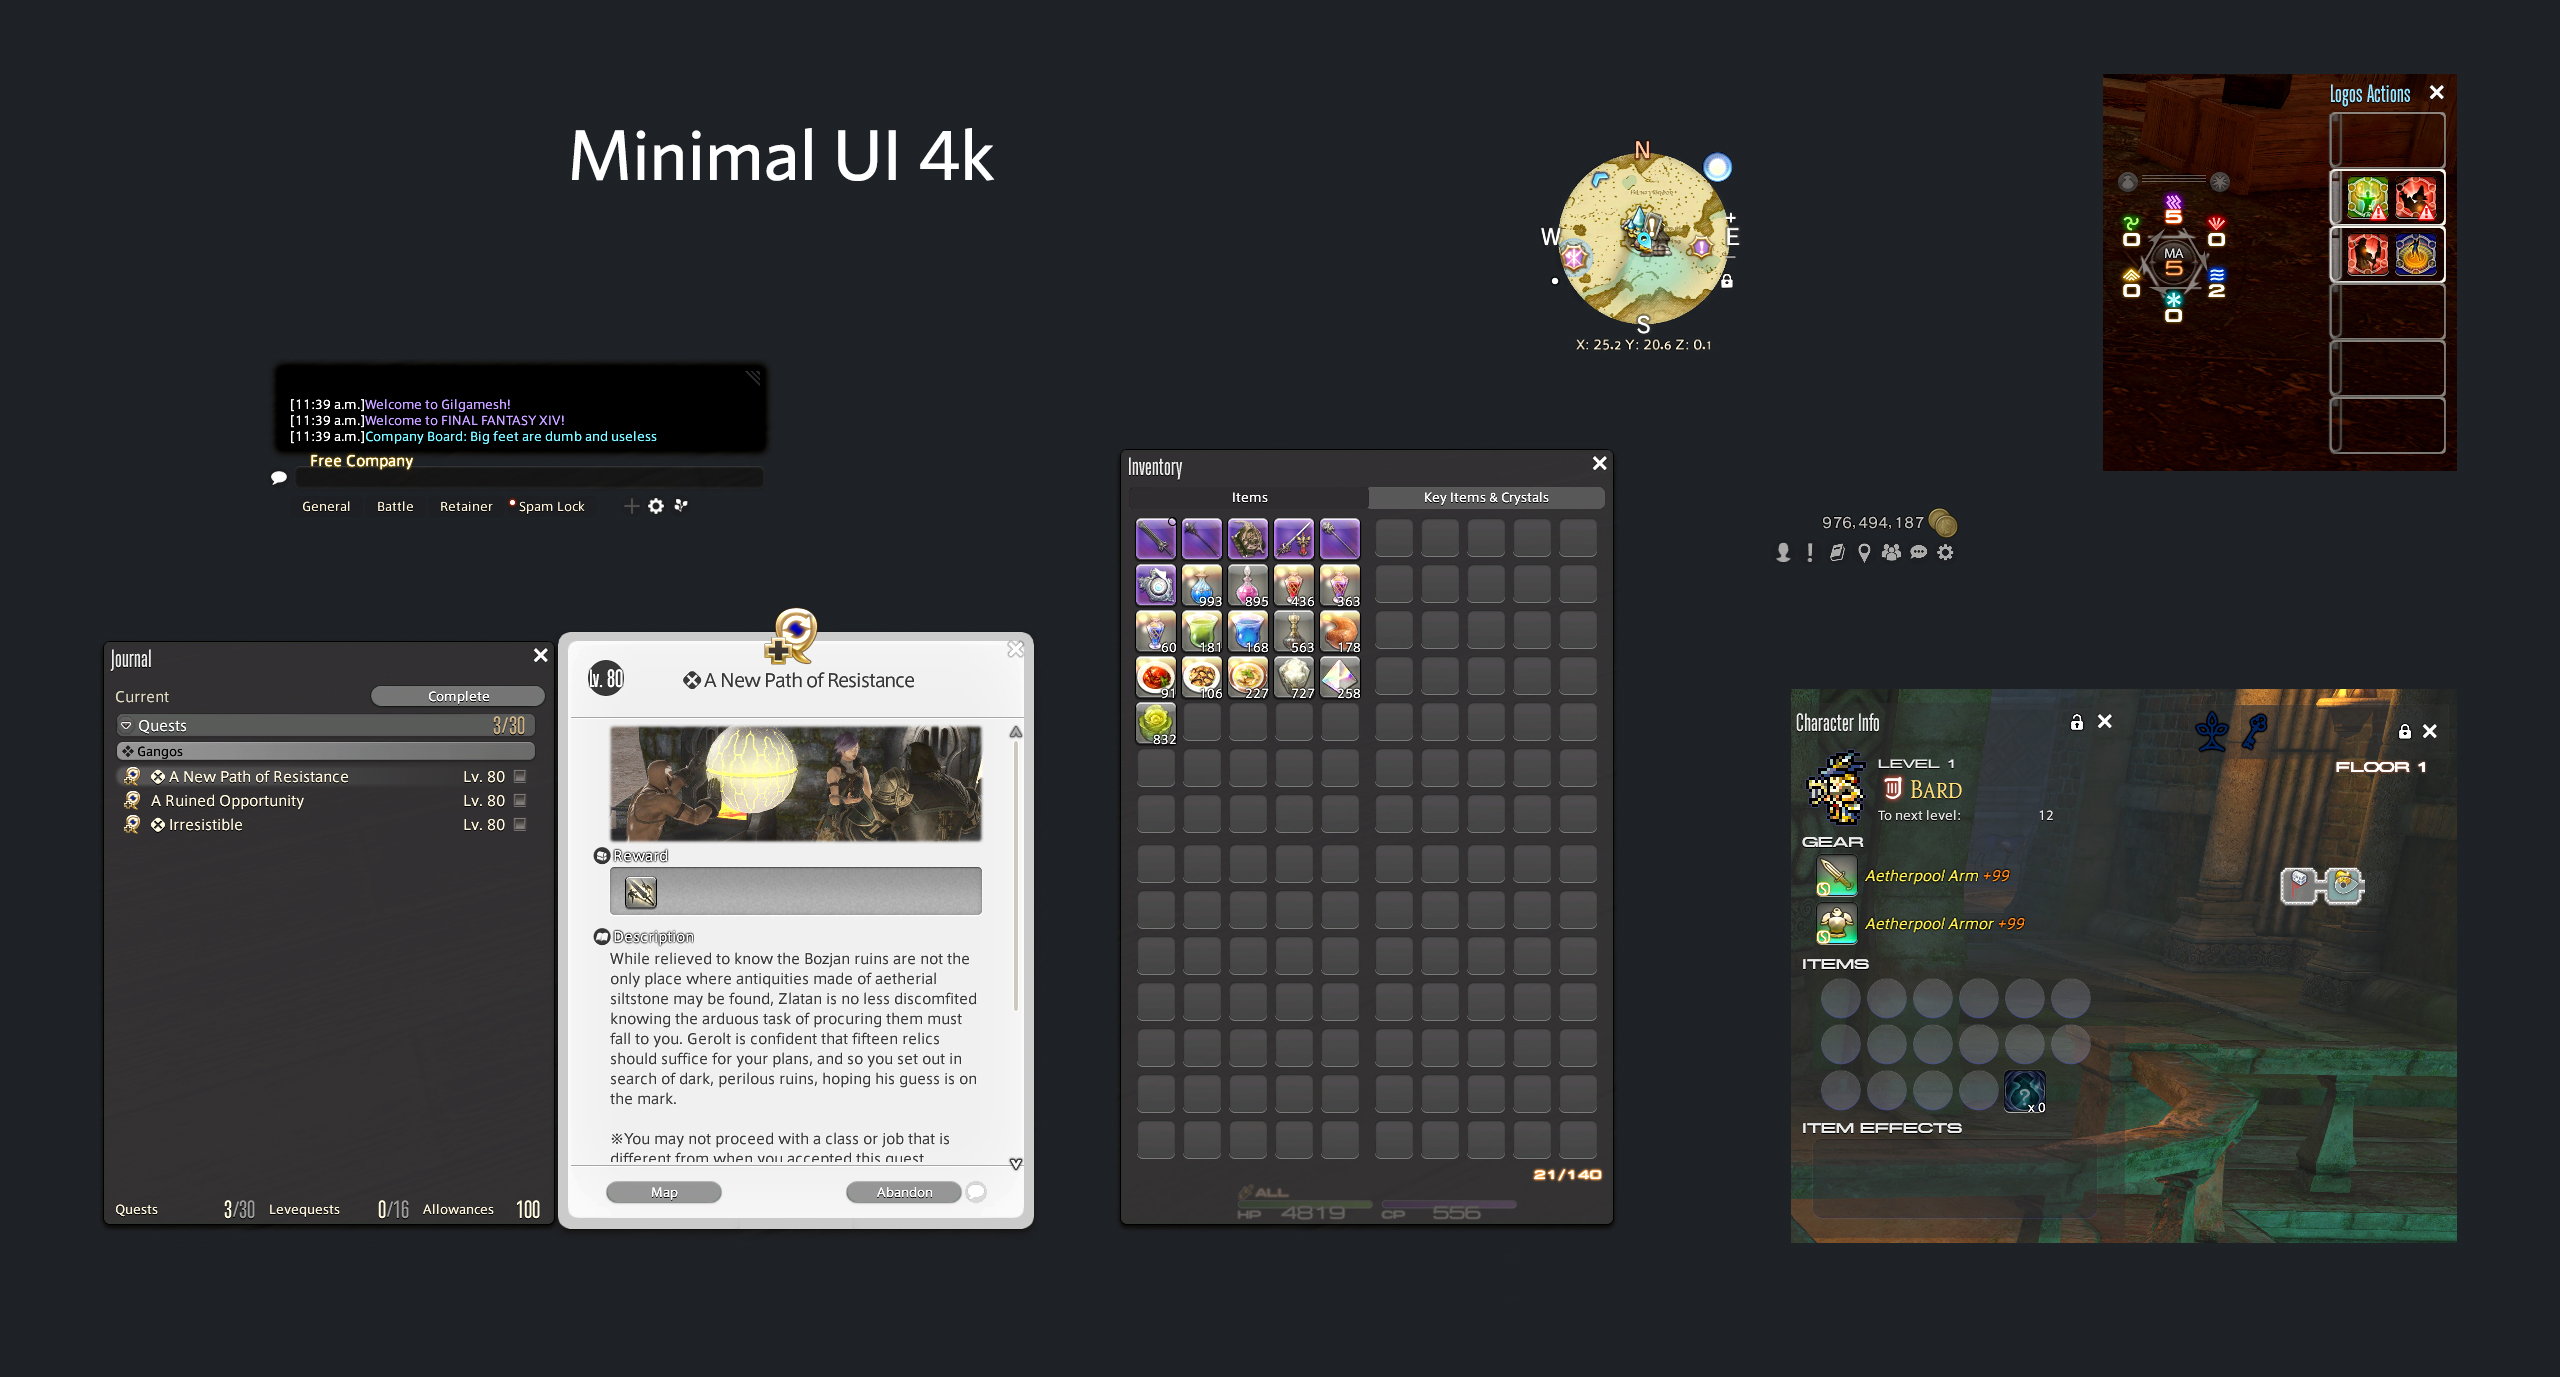 Minimal UI 4k
N
W
E
S
X: 25.2 Y: 20.6 Z: 0.1
Logos Actions
5
0
0
MA
5
0
2
0
[11:39 a.m.]Welcome to Gilgamesh!
[11:39 a.m.]Welcome to FINAL FANTASY XIV!
[11:39 a.m.]Company Board: Big feet are dumb and useless
Free Company
General Battle Retainer Spam Lock
Journal
Current Complete
Quests 3/30
Gangos
A New Path of Resistance Lv. 80
A Ruined Opportunity Lv. 80
Irresistible Lv. 80
Quests 3/30 Levequests 0/16 Allowances 100
Lv. 80
A New Path of Resistance
Reward
Description
While relieved to know the Bozjan ruins are not the
only place where antiquities made of aetherial
siltstone may be found, Zlatan is no less discomfited
knowing the arduous task of procuring them must
fall to you. Gerolt is confident that fifteen relics
should suffice for your plans, and so you set out in
search of dark, perilous ruins, hoping his guess is on
the mark.
※You may not proceed with a class or job that is
different from when you accepted this quest.
Map Abandon
Inventory
Items Key Items & Crystals
993 895 436 363
60 181 168 563 178
91 106 227 727 258
832
21/140
ALL
HP 4819 CP 556
976,494,187
Character Info
LEVEL 1
BARD
To next level: 12
GEAR
Aetherpool Arm +99
Aetherpool Armor +99
ITEMS
x 0
ITEM EFFECTS
FLOOR 1